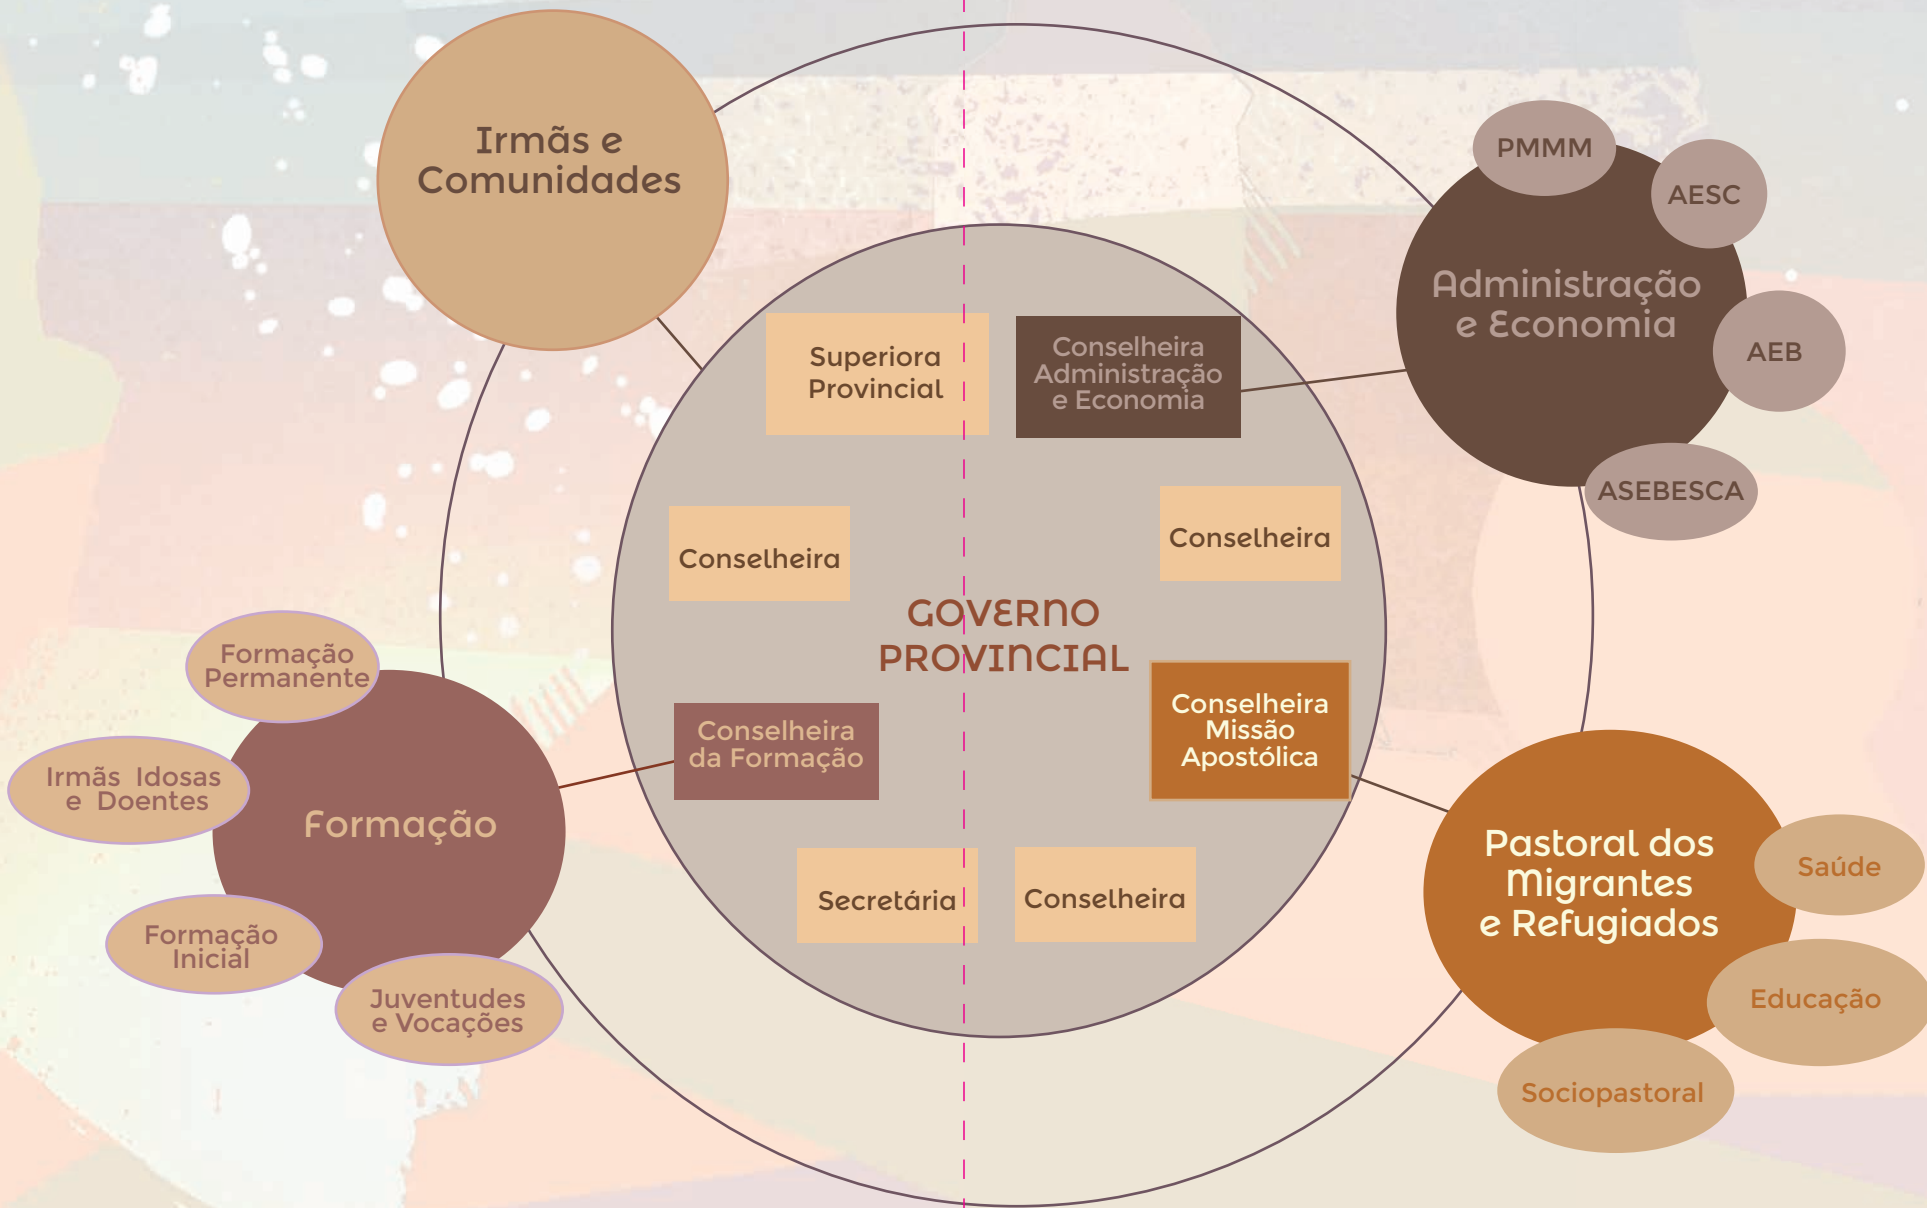 Irmãs e
Comunidades
PMMM
AESC
Administração
e Economia
AEB
ASEBESCA
Superiora
Provincial
Conselheira
Administração
e Economia
Conselheira
Conselheira
GOVERNO
PROVINCIAL
Conselheira
da Formação
Conselheira
Missão
Apostólica
Secretária
Conselheira
Formação
Permanente
Irmãs Idosas
e Doentes
Formação
Formação
Inicial
Juventudes
e Vocações
Pastoral dos
Migrantes
e Refugiados
Saúde
Educação
Sociopastoral